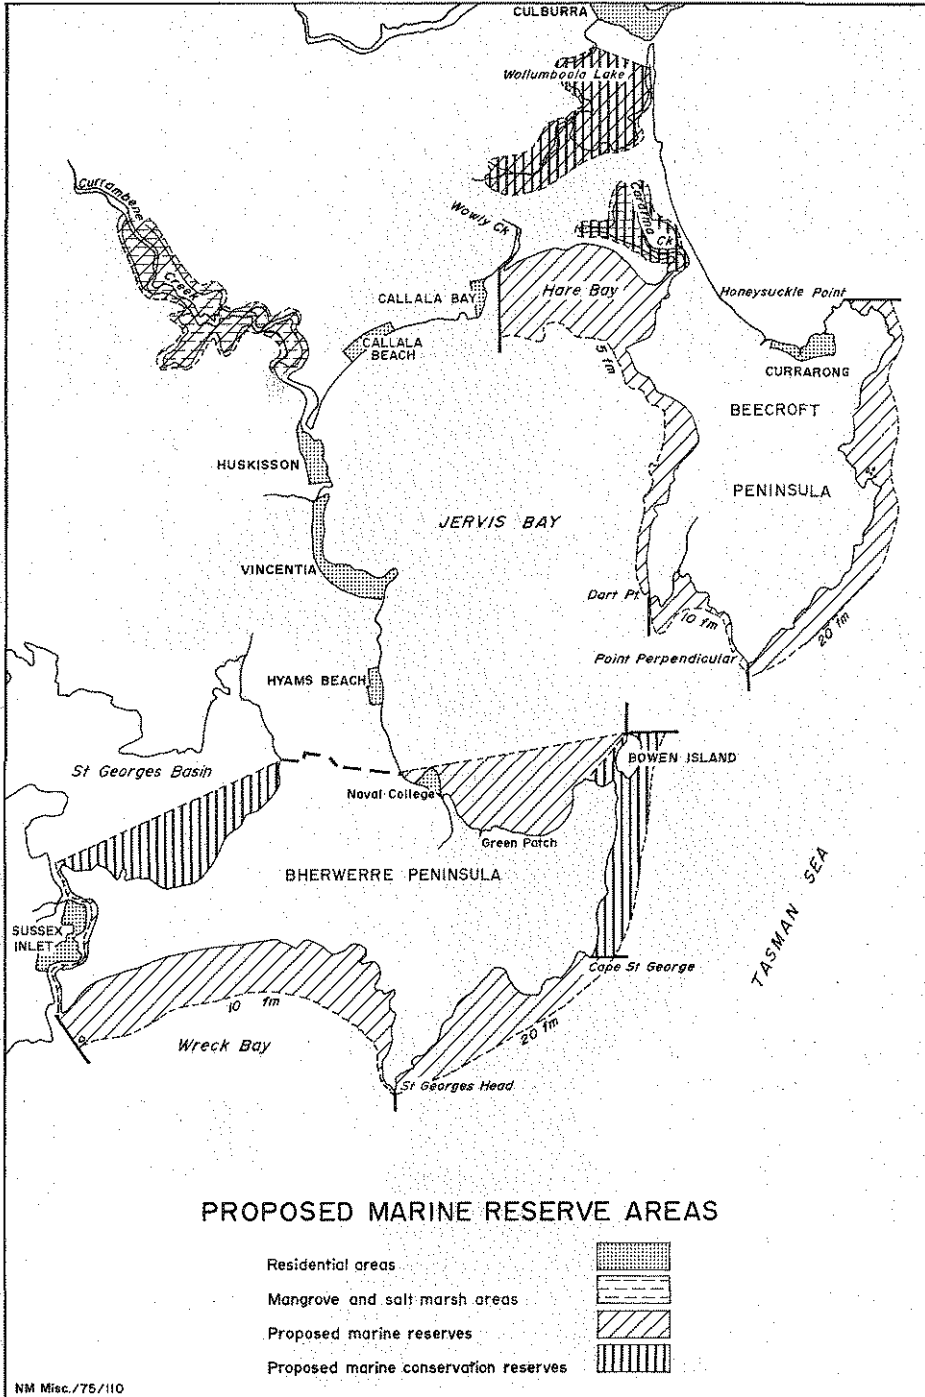 CULBURRA
Wollumboola Lake
Currambene
Creek
Wowly Ck
Cararma
Ck
CALLALA BAY
Hare Bay
Honeysuckle Point
CALLALA
BEACH
5 fm
CURRARONG
BEECROFT
PENINSULA
HUSKISSON
JERVIS BAY
VINCENTIA
Dart Pt.
10 fm
20 fm
Point Perpendicular
HYAMS BEACH
St Georges Basin
BOWEN ISLAND
Naval College
Green Patch
BHERWERRE PENINSULA
TASMAN SEA
SUSSEX
INLET
Cape St George
10 fm
20 fm
Wreck Bay
St Georges Head
PROPOSED MARINE RESERVE AREAS
Residential areas
Mangrove and salt marsh areas
Proposed marine reserves
Proposed marine conservation reserves
NM Misc./75/110